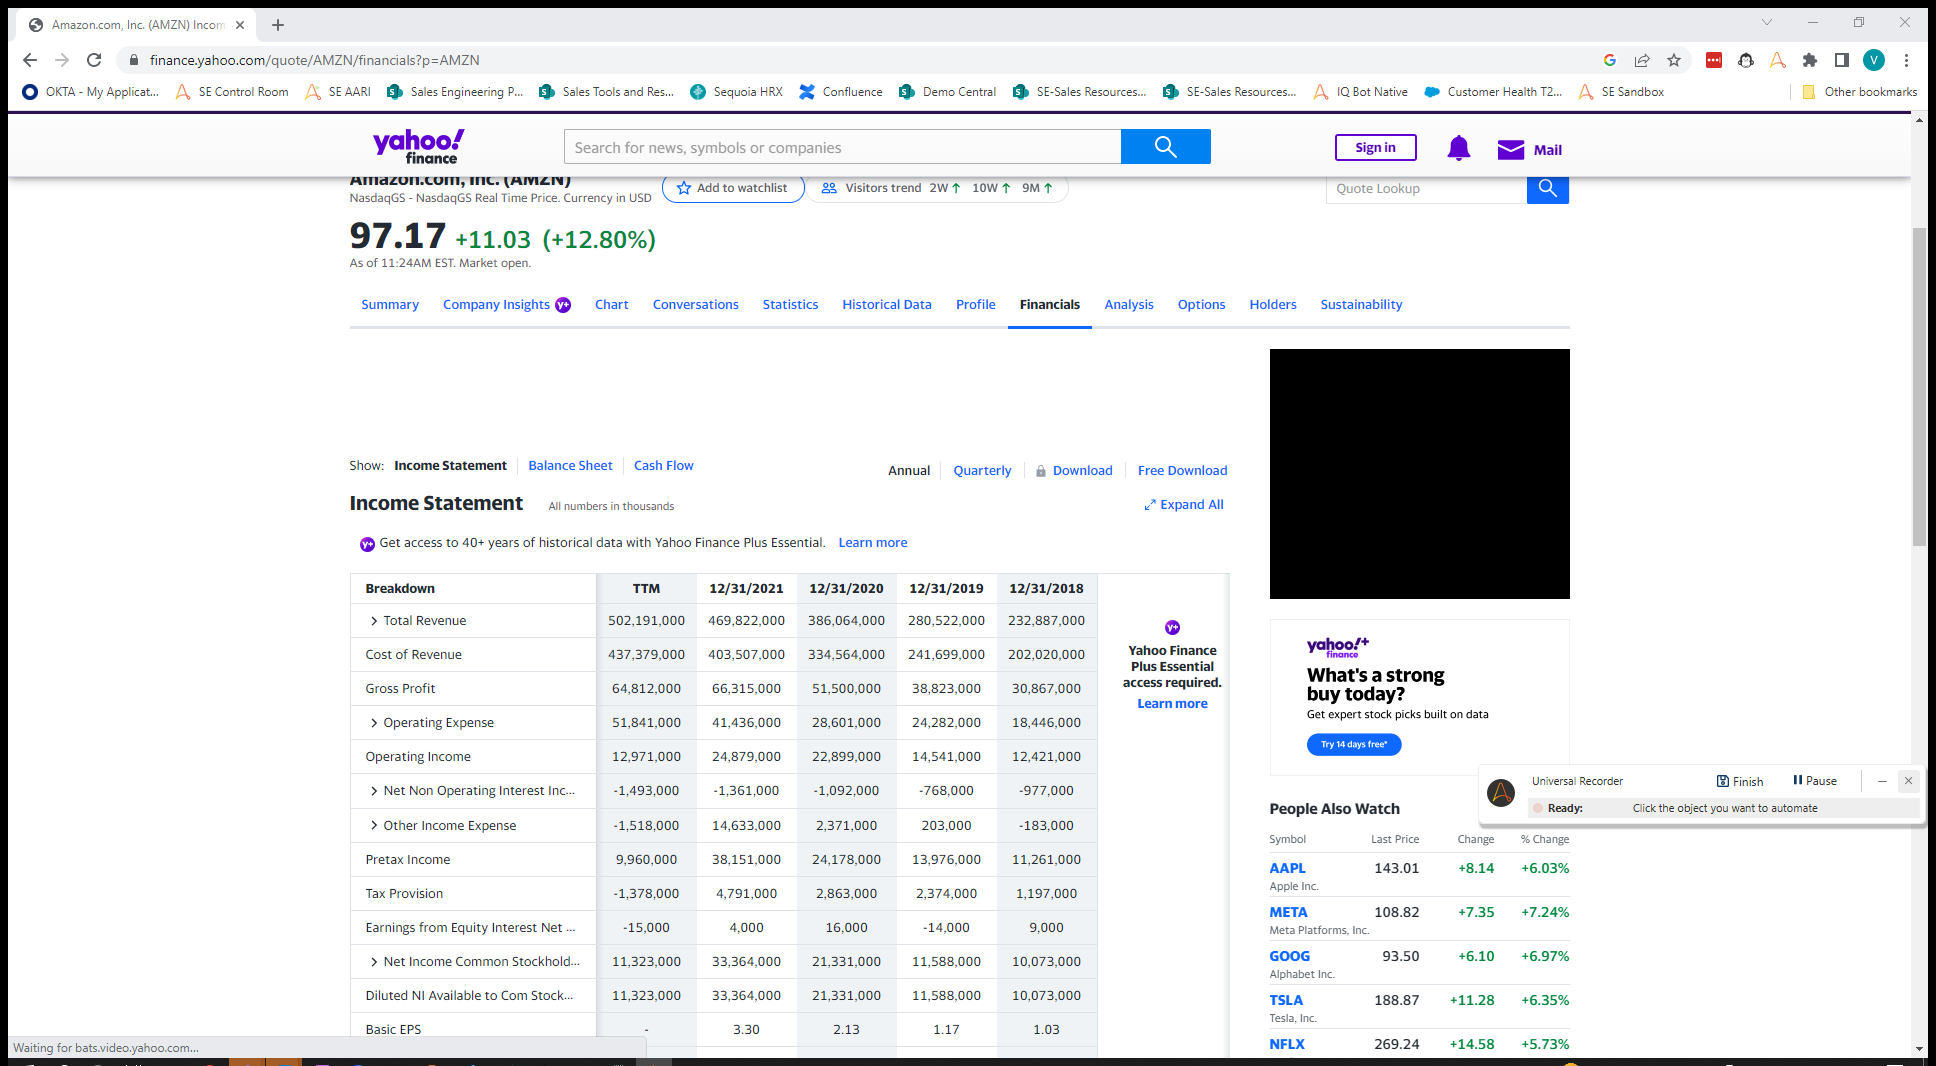 Amazon.com, Inc. (AMZN) Incom
finance.yahoo.com/quote/AMZN/financials?p=AMZN
V
OKTA - My Applicat... SE Control Room SE AARI Sales Engineering P... Sales Tools and Res... Sequoia HRX Confluence Demo Central SE-Sales Resources... SE-Sales Resources... IQ Bot Native Customer Health T2... SE Sandbox Other bookmarks
yahoo! finance
Search for news, symbols or companies
Sign in
Mail
Amazon.com, Inc. (AMZN)
NasdaqGS - NasdaqGS Real Time Price. Currency in USD
Add to watchlist
Visitors trend 2W 10W 9M
Quote Lookup
97.17 +11.03 (+12.80%)
As of 11:24AM EST. Market open.
Summary Company Insights Y+ Chart Conversations Statistics Historical Data Profile Financials Analysis Options Holders Sustainability
Show: Income Statement Balance Sheet Cash Flow
Annual Quarterly Download Free Download
Income Statement All numbers in thousands
Expand All
Y+ Get access to 40+ years of historical data with Yahoo Finance Plus Essential. Learn more
Breakdown TTM 12/31/2021 12/31/2020 12/31/2019 12/31/2018
Total Revenue 502,191,000 469,822,000 386,064,000 280,522,000 232,887,000
Cost of Revenue 437,379,000 403,507,000 334,564,000 241,699,000 202,020,000
Gross Profit 64,812,000 66,315,000 51,500,000 38,823,000 30,867,000
Operating Expense 51,841,000 41,436,000 28,601,000 24,282,000 18,446,000
Operating Income 12,971,000 24,879,000 22,899,000 14,541,000 12,421,000
Net Non Operating Interest Inc... -1,493,000 -1,361,000 -1,092,000 -768,000 -977,000
Other Income Expense -1,518,000 14,633,000 2,371,000 203,000 -183,000
Pretax Income 9,960,000 38,151,000 24,178,000 13,976,000 11,261,000
Tax Provision -1,378,000 4,791,000 2,863,000 2,374,000 1,197,000
Earnings from Equity Interest Net ... -15,000 4,000 16,000 -14,000 9,000
Net Income Common Stockhold... 11,323,000 33,364,000 21,331,000 11,588,000 10,073,000
Diluted NI Available to Com Stock... 11,323,000 33,364,000 21,331,000 11,588,000 10,073,000
Basic EPS - 3.30 2.13 1.17 1.03
Y+
Yahoo Finance
Plus Essential
access required.
Learn more
yahoo!+
finance
What's a strong
buy today?
Get expert stock picks built on data
Try 14 days free*
Universal Recorder Finish Pause
Ready: Click the object you want to automate
People Also Watch
Symbol Last Price Change % Change
AAPL 143.01 +8.14 +6.03%
Apple Inc.
META 108.82 +7.35 +7.24%
Meta Platforms, Inc.
GOOG 93.50 +6.10 +6.97%
Alphabet Inc.
TSLA 188.87 +11.28 +6.35%
Tesla, Inc.
NFLX 269.24 +14.58 +5.73%
Waiting for bats.video.yahoo.com...